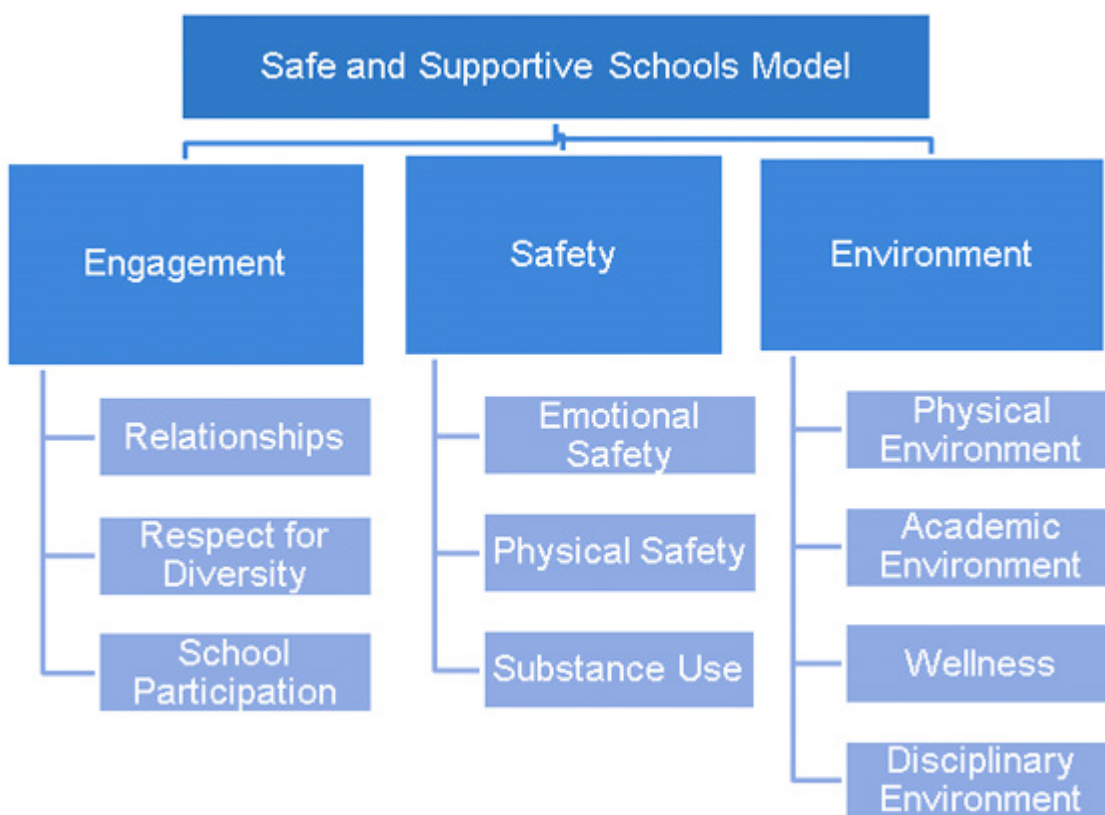 Safe and Supportive Schools Model
Engagement
Relationships
Respect for
Diversity
School
Participation
Safety
Emotional
Safety
Physical Safety
Substance Use
Environment
Physical
Environment
Academic
Environment
Wellness
Disciplinary
Environment